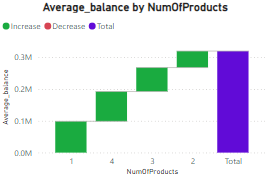 Average_balance by NumOfProducts
Increase Decrease Total
0.3M
0.2M
0.1M
0.0M
Average_balance
1 4 3 2 Total
NumOfProducts